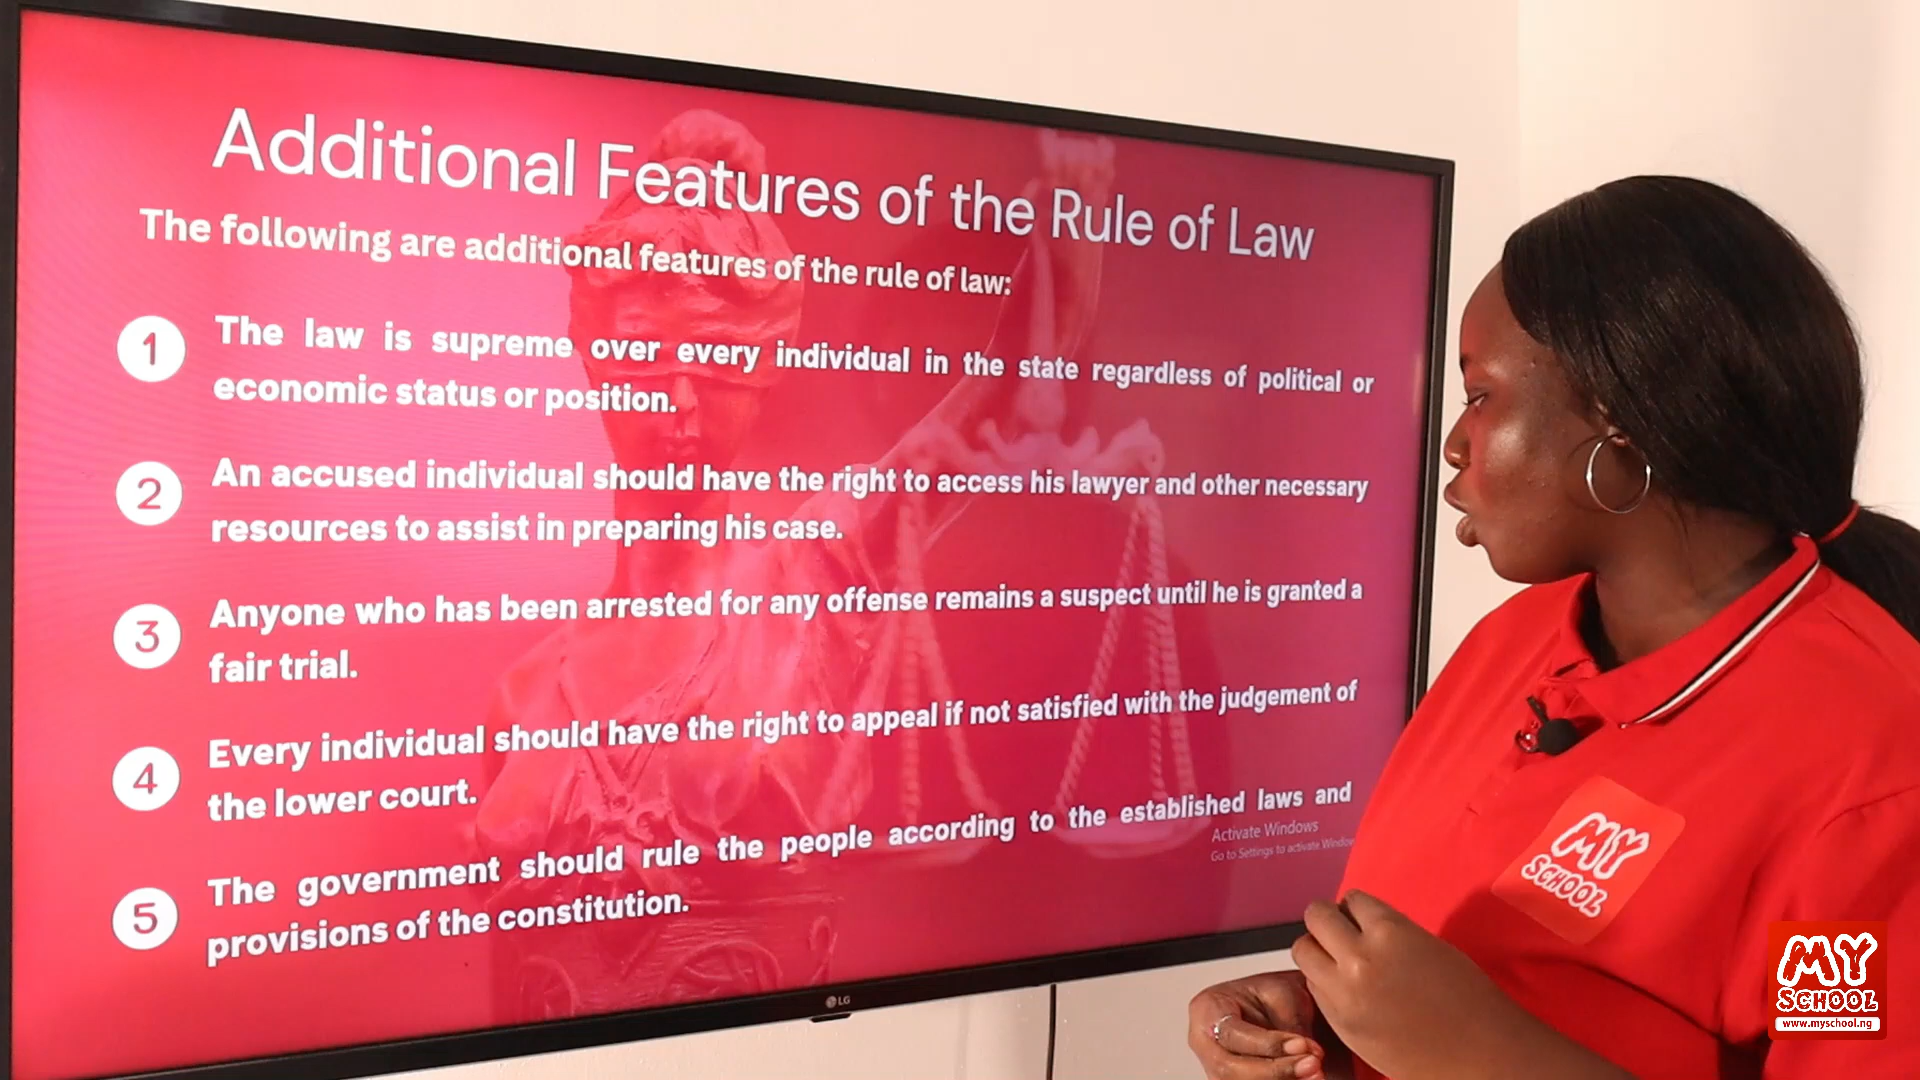 Additional Features of the Rule of Law
The following are additional features of the rule of law:
1
The law is supreme over every individual in the state regardless of political or
economic status or position.
2
An accused individual should have the right to access his lawyer and other necessary
resources to assist in preparing his case.
3
Anyone who has been arrested for any offense remains a suspect until he is granted a
fair trial.
4
Every individual should have the right to appeal if not satisfied with the judgement of
the lower court.
5
The government should rule the people according to the established laws and
provisions of the constitution.
Activate Windows
Go to Settings to activate Window
LG
MY
SCHOOL
MY
SCHOOL
www.myschool.ng